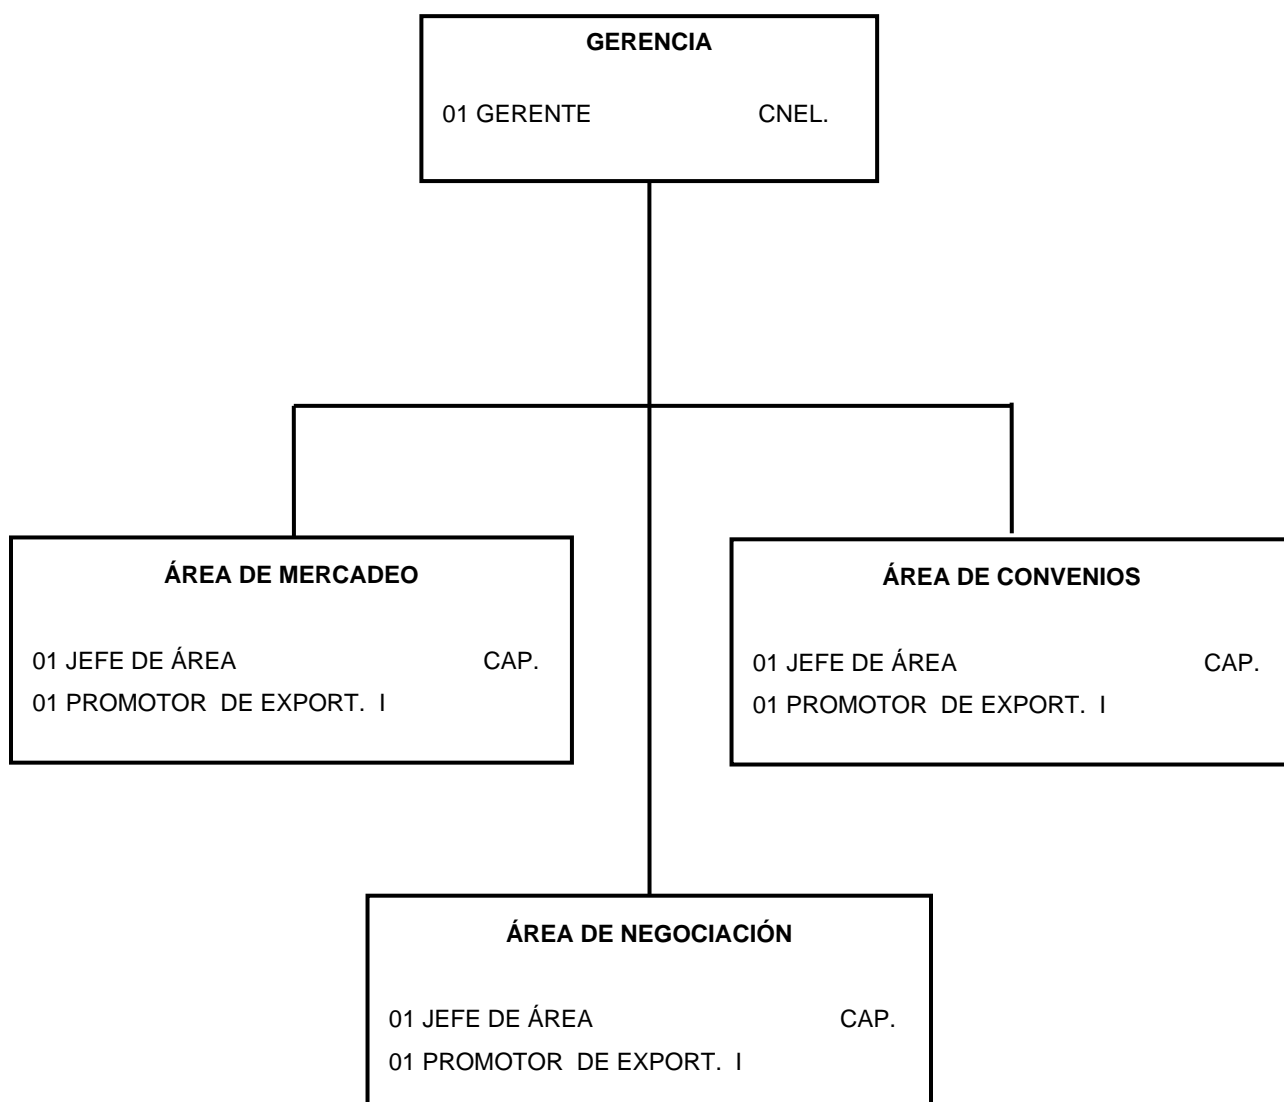 GERENCIA
01 GERENTE CNEL.
ÁREA DE MERCADEO
01 JEFE DE ÁREA CAP.
01 PROMOTOR DE EXPORT. I
ÁREA DE CONVENIOS
01 JEFE DE ÁREA CAP.
01 PROMOTOR DE EXPORT. I
ÁREA DE NEGOCIACIÓN
01 JEFE DE ÁREA CAP.
01 PROMOTOR DE EXPORT. I